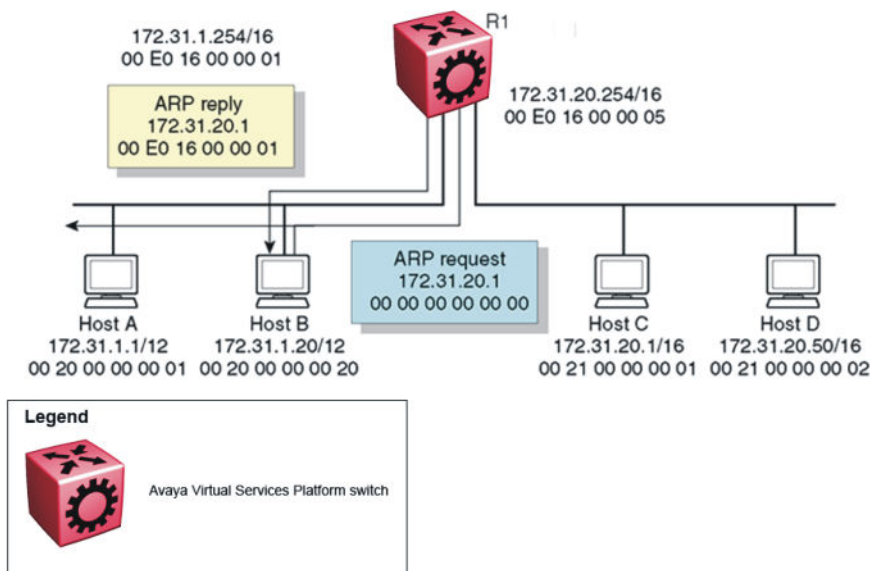 R1
172.31.1.254/16
00 E0 16 00 00 01
172.31.20.254/16
00 E0 16 00 00 05
ARP reply
172.31.20.1
00 E0 16 00 00 01
ARP request
172.31.20.1
00 00 00 00 00 00
Host A
172.31.1.1/12
00 20 00 00 00 01
Host B
172.31.1.20/12
00 20 00 00 00 20
Host C
172.31.20.1/16
00 21 00 00 00 01
Host D
172.31.20.50/16
00 21 00 00 00 02
Legend
Avaya Virtual Services Platform switch